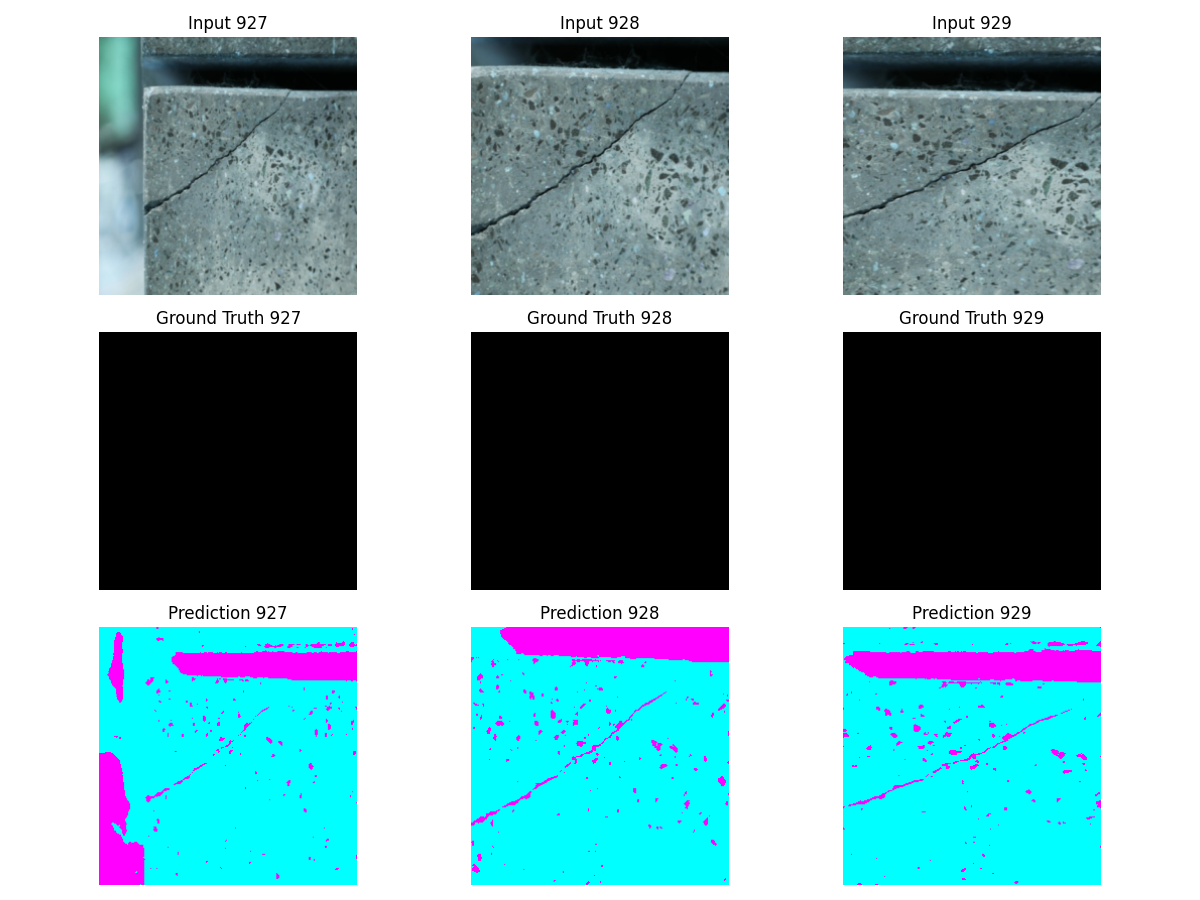 Input 927
Input 928
Input 929
Ground Truth 927
Ground Truth 928
Ground Truth 929
Prediction 927
Prediction 928
Prediction 929